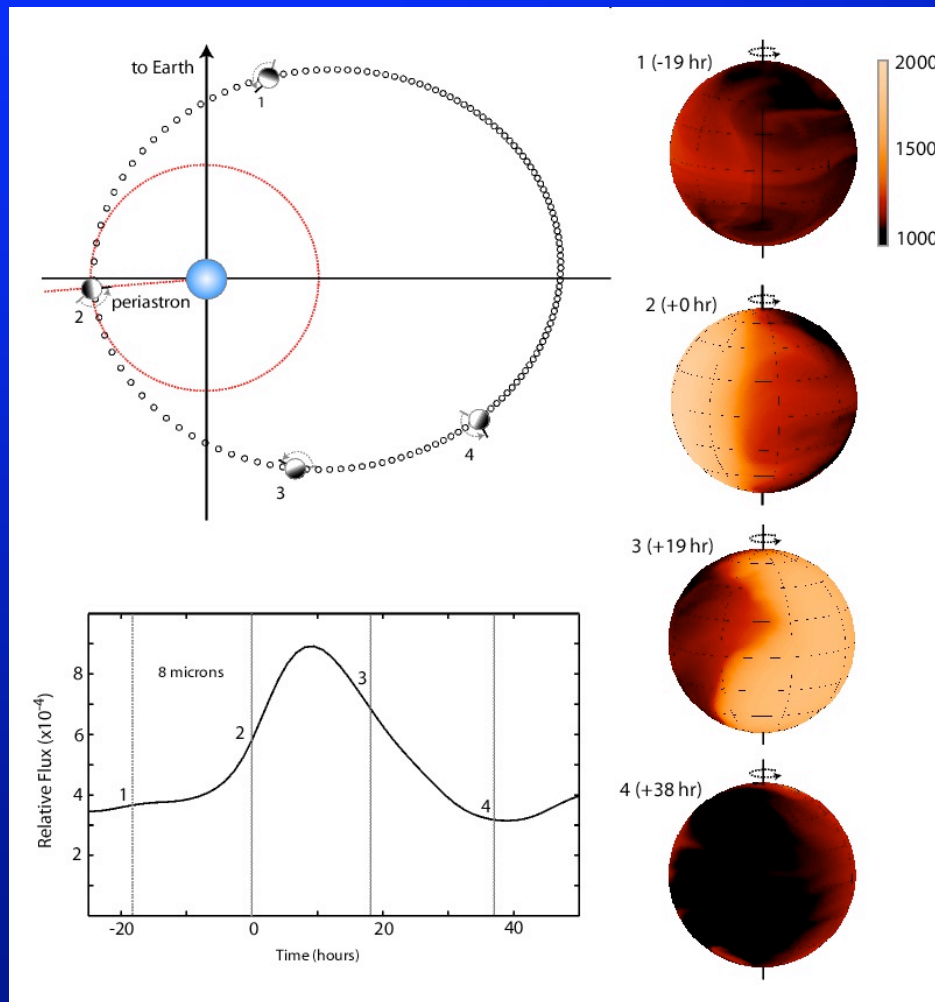 to Earth
1
periastron
2
3
4
1 (-19 hr)
2000
1500
1000
2 (+0 hr)
3 (+19 hr)
4 (+38 hr)
8 microns
8
6
4
2
Relative Flux (x10⁻⁴)
1
2
3
4
-20
0
20
40
Time (hours)